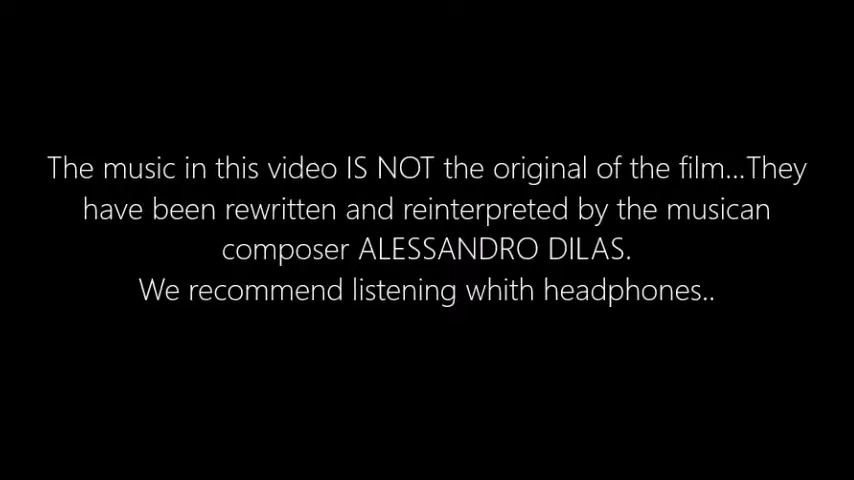 The music in this video IS NOT the original of the film...They
have been rewritten and reinterpreted by the musican
composer ALESSANDRO DILAS.
We recommend listening whith headphones..